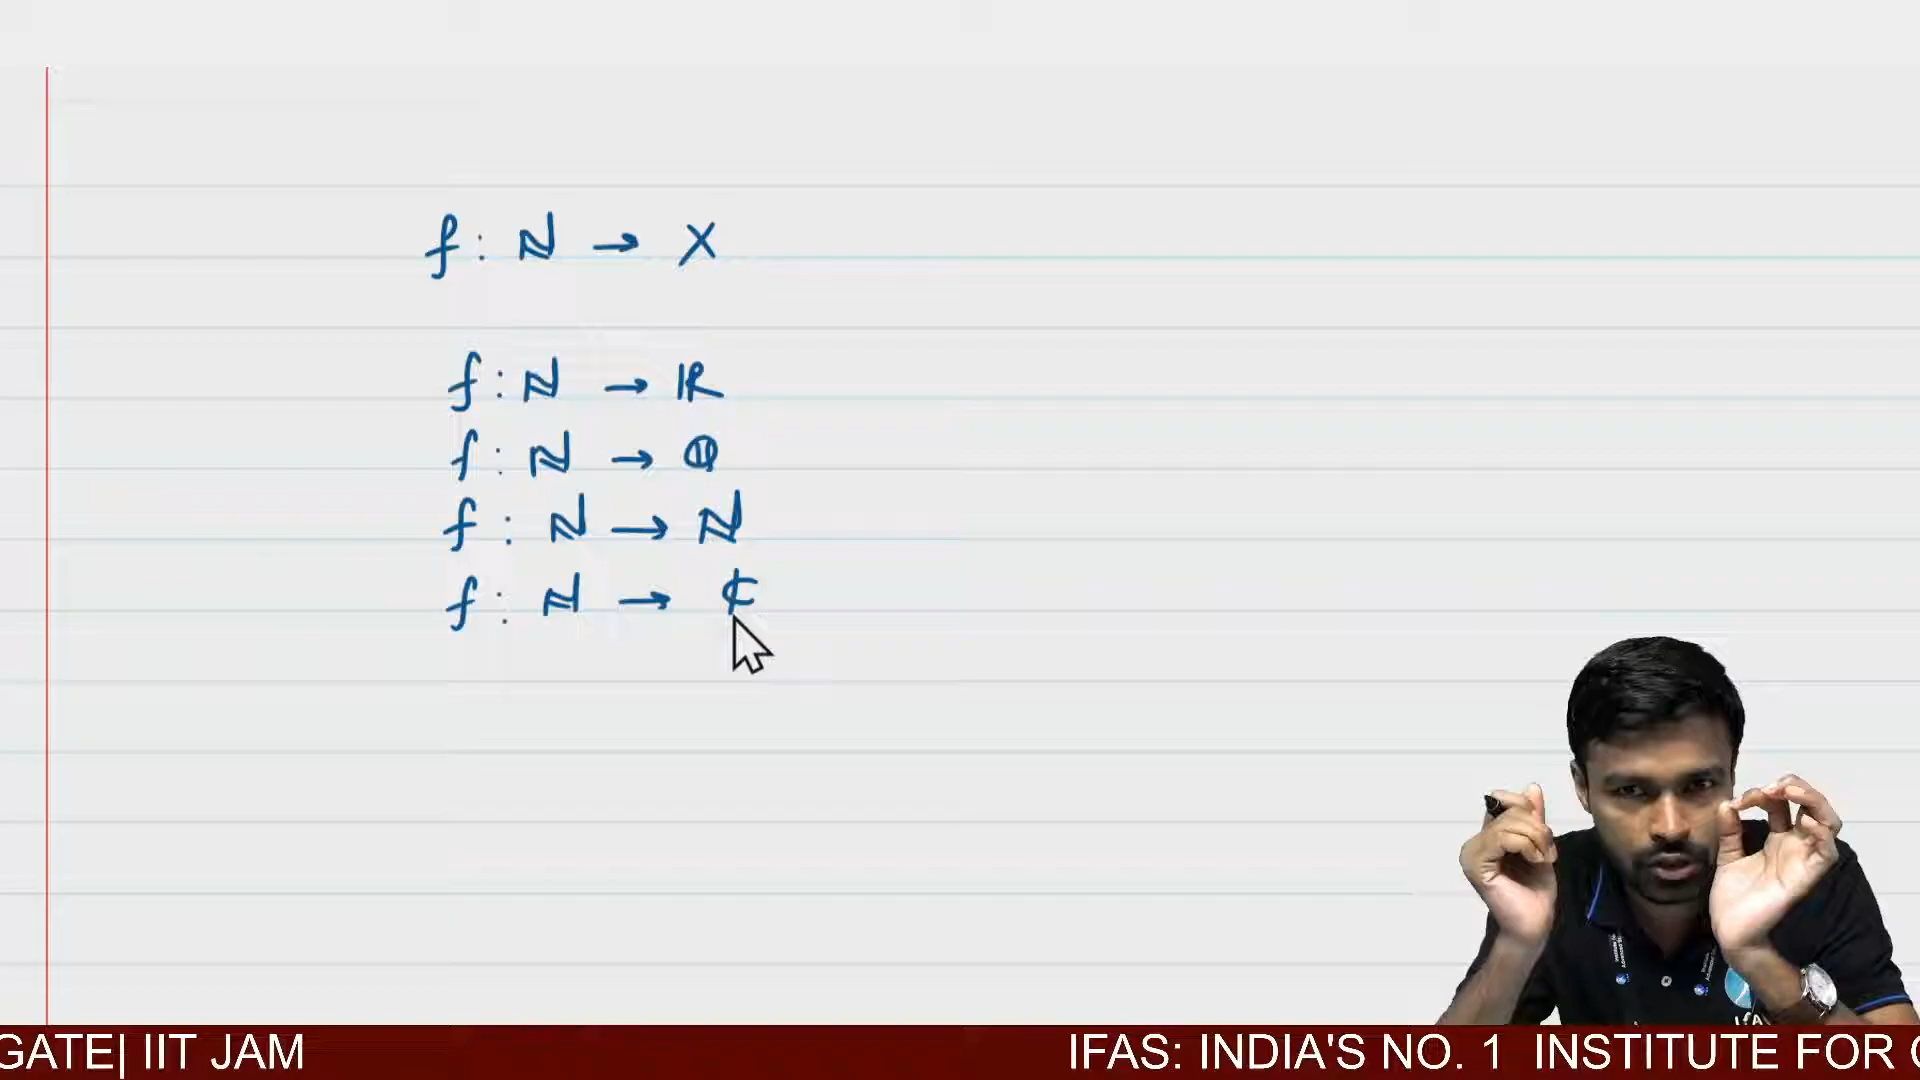 f : ℕ → X
f : ℕ → ℝ
f : ℕ → ℚ
f : ℕ → ℕ
f : ℕ → ℂ
GATE| IIT JAM IFAS: INDIA'S NO. 1 INSTITUTE FOR